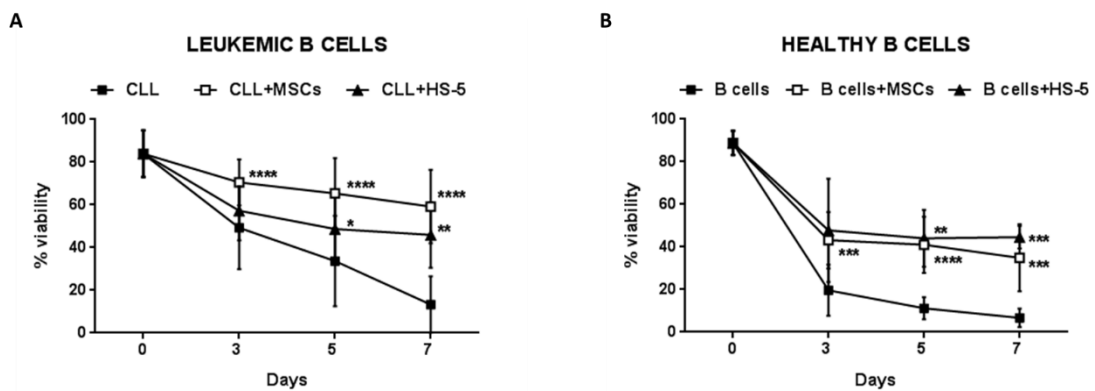 A
LEUKEMIC B CELLS
CLL CLL+MSCs CLL+HS-5
100
80
60
40
20
0
% viability
****
****
****
*
**
0 3 5 7
Days
B
HEALTHY B CELLS
B cells B cells+MSCs B cells+HS-5
100
80
60
40
20
0
% viability
**
***
***
****
***
0 3 5 7
Days